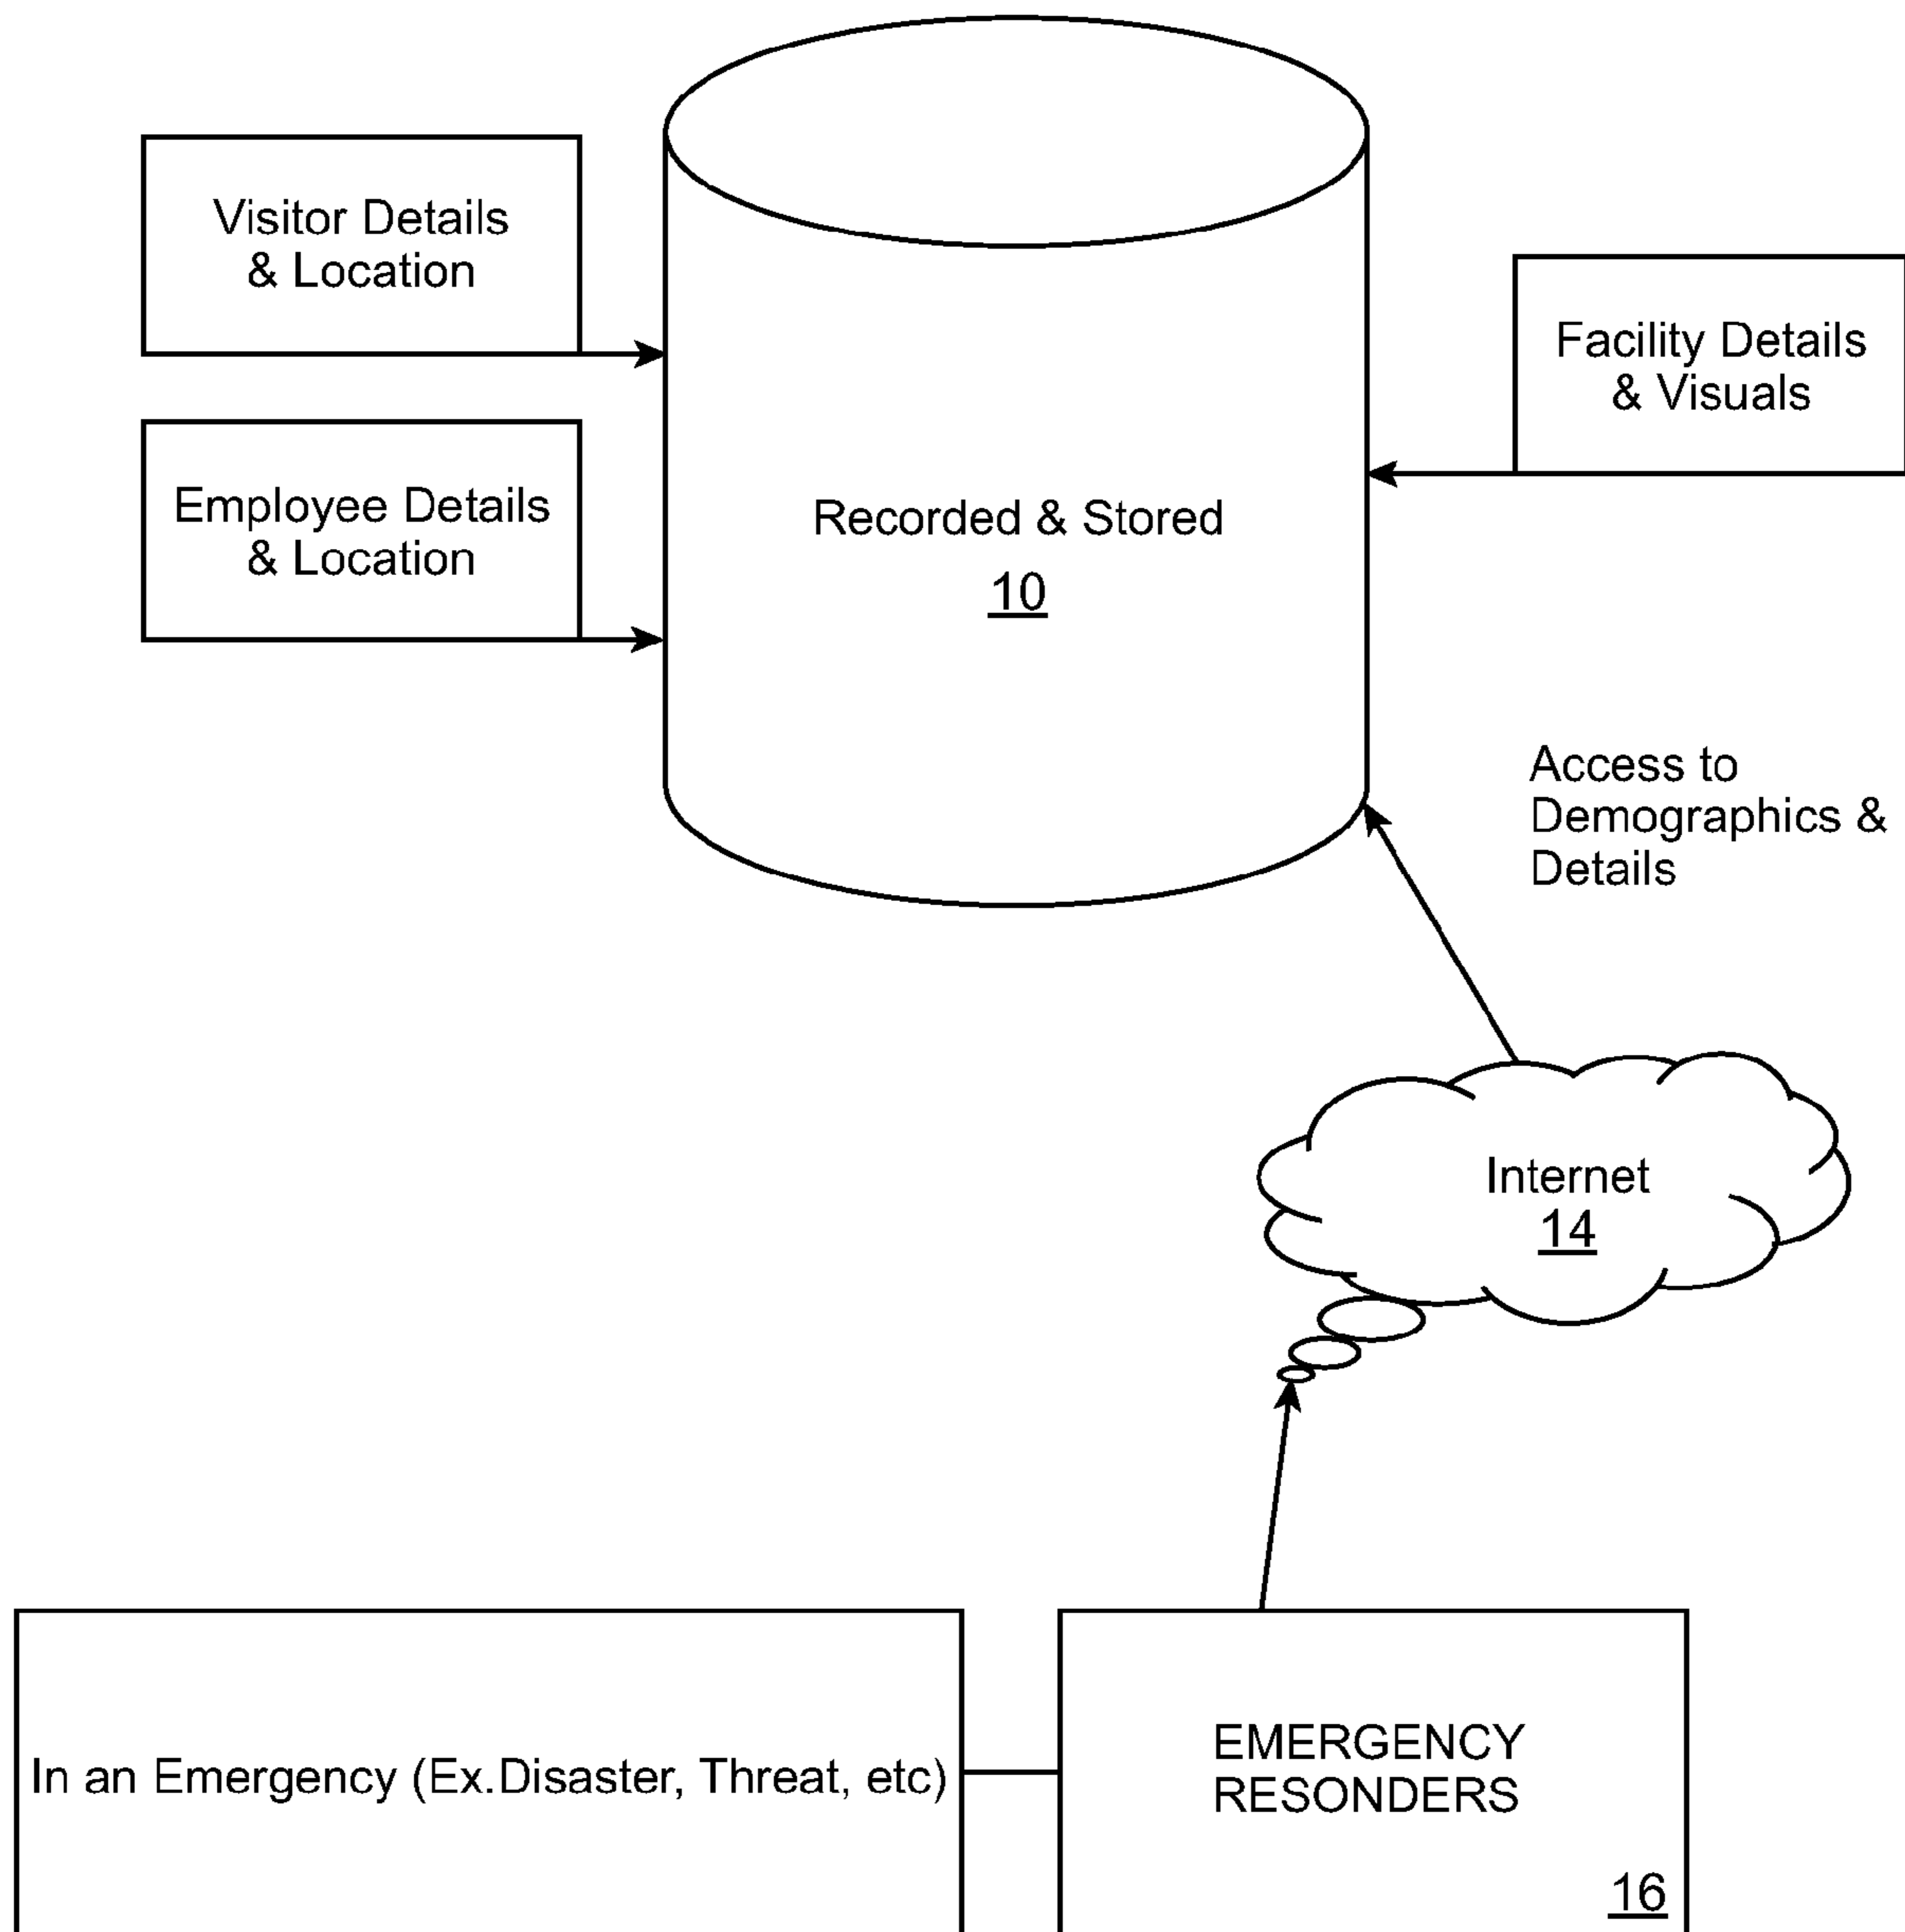 Visitor Details
& Location
Employee Details
& Location
Recorded & Stored
10
Facility Details
& Visuals
Access to
Demographics &
Details
Internet
14
In an Emergency (Ex.Disaster, Threat, etc)
EMERGENCY
RESONDERS
16